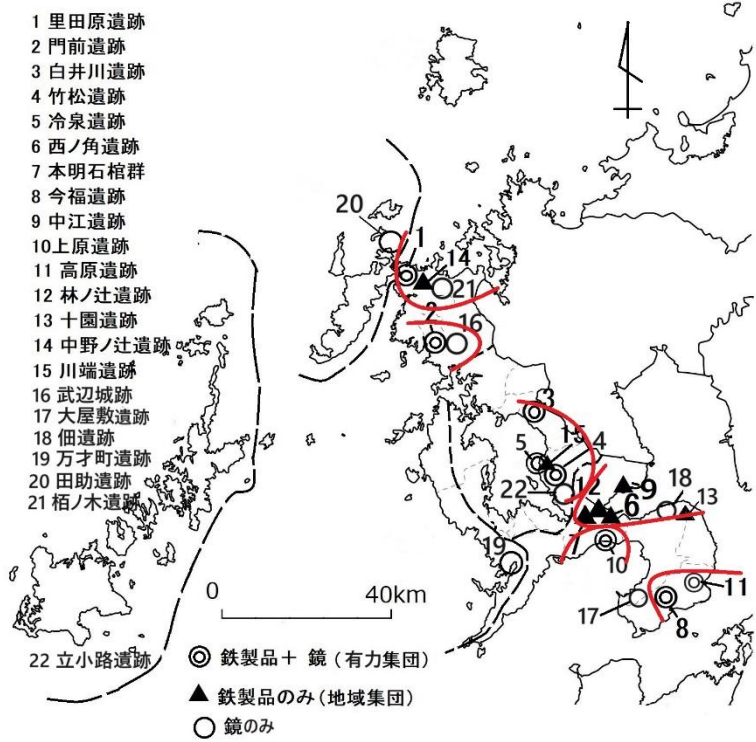 1 里田原遺跡
2 門前遺跡
3 白井川遺跡
4 竹松遺跡
5 冷泉遺跡
6 西ノ角遺跡
7 本明石棺群
8 今福遺跡
9 中江遺跡
10 上原遺跡
11 高原遺跡
12 林ノ辻遺跡
13 十園遺跡
14 中野ノ辻遺跡
15 川端遺跡
16 武辺城跡
17 大屋敷遺跡
18 佃遺跡
19 万才町遺跡
20 田助遺跡
21 栢ノ木遺跡
22 立小路遺跡
20
1
14
21
2
16
3
15
5
4
22
12
9
18
6
13
19
10
11
17
8
0
40km
鉄製品＋ 鏡 (有力集団)
鉄製品のみ (地域集団)
鏡のみ